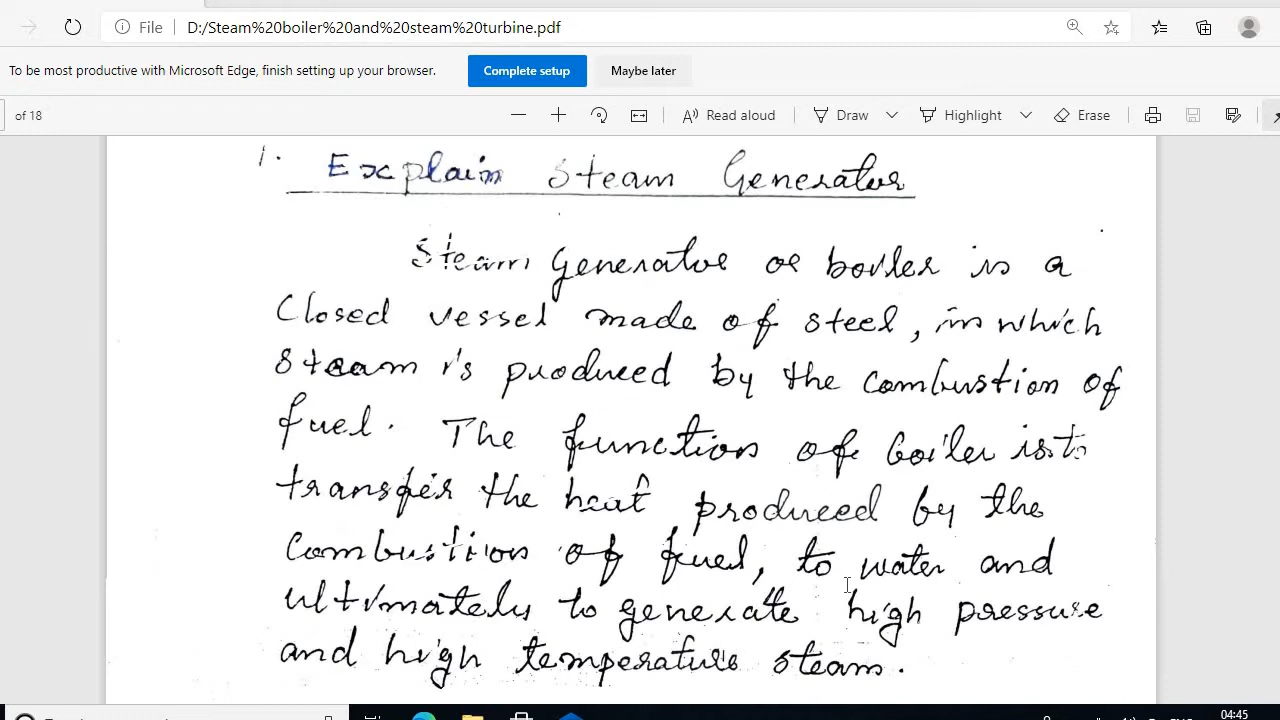 File D:/Steam%20boiler%20and%20steam%20turbine.pdf
To be most productive with Microsoft Edge, finish setting up your browser. Complete setup Maybe later
of 18 Read aloud Draw Highlight Erase
1. Explain Steam Generator
Steam Generator or boiler is a
Closed vessel made of steel, in which
steam is produced by the combustion of
fuel. The function of boiler is to
transfer the heat produced by the
combustion of fuel, to water and
ultimately to generate high pressure
and high temperature steam.
04:45